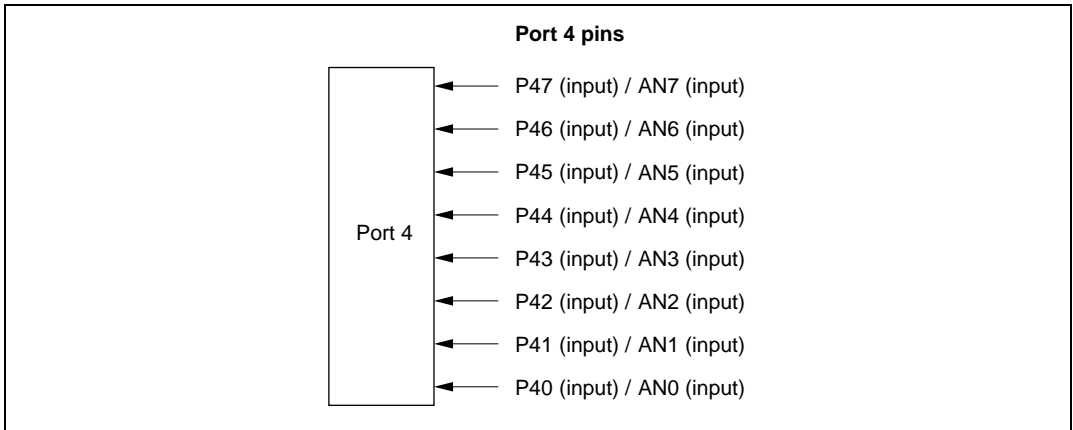 Port 4 pins
P47 (input) / AN7 (input)
P46 (input) / AN6 (input)
P45 (input) / AN5 (input)
P44 (input) / AN4 (input)
Port 4
P43 (input) / AN3 (input)
P42 (input) / AN2 (input)
P41 (input) / AN1 (input)
P40 (input) / AN0 (input)